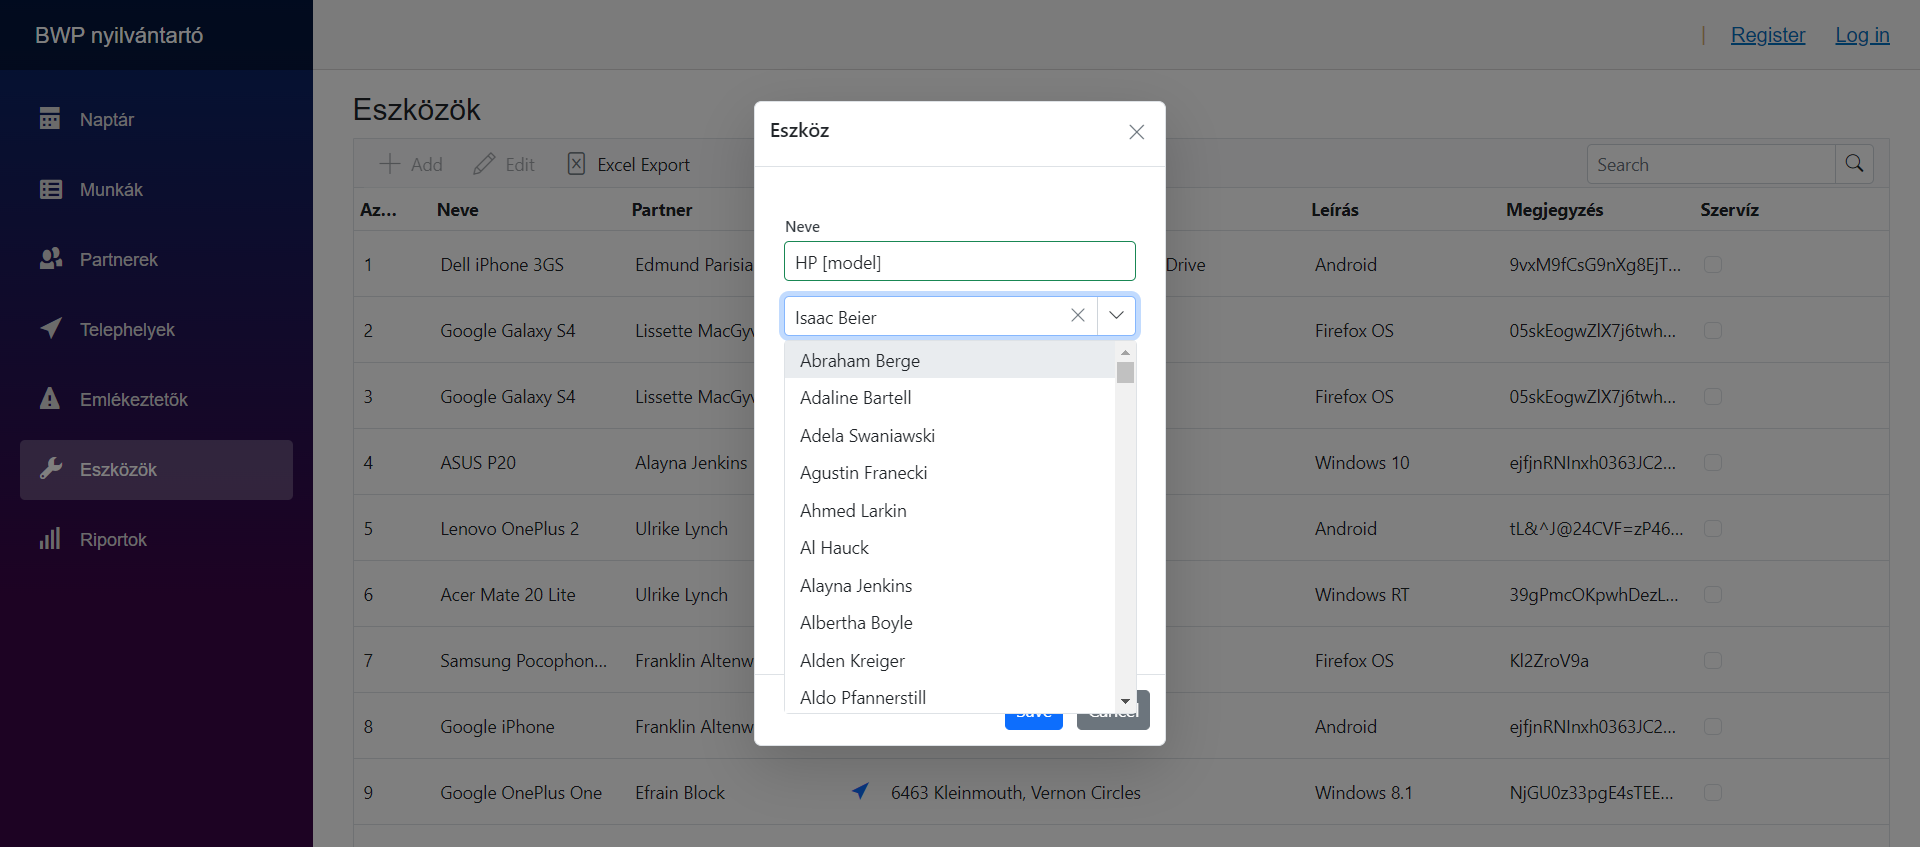 BWP nyilvántartó
| Register Log in
Naptár
Munkák
Partnerek
Telephelyek
Emlékeztetők
Eszközök
Riportok
Eszközök
Add Edit Excel Export
Search
Az... Neve Partner Leírás Megjegyzés Szervíz
1 Dell iPhone 3GS Edmund Parisia Drive Android 9vxM9fCsG9nXg8EjT...
2 Google Galaxy S4 Lissette MacGyv Firefox OS 05skEogwZlX7j6twh...
3 Google Galaxy S4 Lissette MacGyv Firefox OS 05skEogwZlX7j6twh...
4 ASUS P20 Alayna Jenkins Windows 10 ejfjnRNInxh0363JC2...
5 Lenovo OnePlus 2 Ulrike Lynch Android tL&^J@24CVF=zP46...
6 Acer Mate 20 Lite Ulrike Lynch Windows RT 39gPmcOKpwhDezL...
7 Samsung Pocophon... Franklin Altenw Firefox OS Kl2ZroV9a
8 Google iPhone Franklin Altenw Android ejfjnRNInxh0363JC2...
9 Google OnePlus One Efrain Block 6463 Kleinmouth, Vernon Circles Windows 8.1 NjGU0z33pgE4sTEE...
Eszköz
Neve
HP [model]
Isaac Beier
Abraham Berge
Adaline Bartell
Adela Swaniawski
Agustin Franecki
Ahmed Larkin
Al Hauck
Alayna Jenkins
Albertha Boyle
Alden Kreiger
Aldo Pfannerstill
Save Cancel